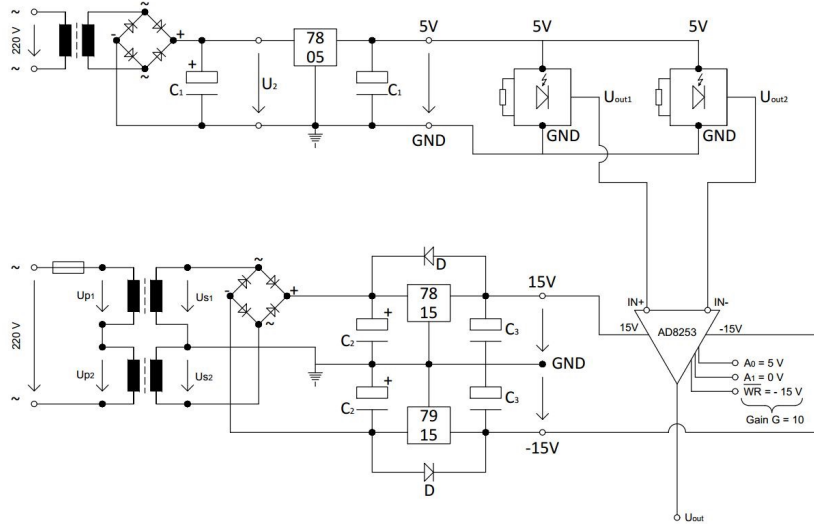 ~
220 V
~
~
-
+
~
+
C1
U2
78
05
C1
5V
GND
5V
GND
Uout1
5V
GND
Uout2
~
220 V
~
Up1
Up2
Us1
Us2
~
-
+
~
D
78
15
+
C2
C3
+
C2
C3
79
15
D
15V
GND
-15V
IN+
IN-
15V
AD8253
-15V
A0 = 5 V
A1 = 0 V
WR = - 15 V
Gain G = 10
Uout